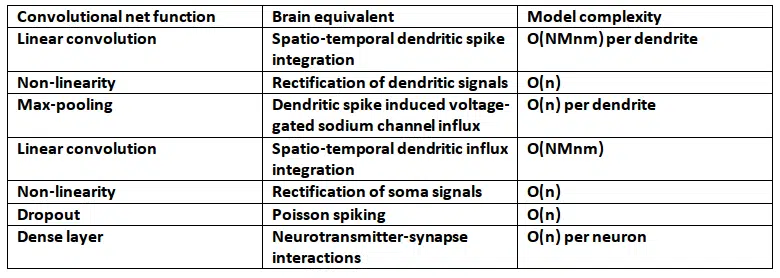 Convolutional net function Brain equivalent Model complexity
Linear convolution Spatio-temporal dendritic spike O(NMnm) per dendrite
integration
Non-linearity Rectification of dendritic signals O(n)
Max-pooling Dendritic spike induced voltage- O(n) per dendrite
gated sodium channel influx
Linear convolution Spatio-temporal dendritic influx O(NMnm)
integration
Non-linearity Rectification of soma signals O(n)
Dropout Poisson spiking O(n)
Dense layer Neurotransmitter-synapse O(n) per neuron
interactions